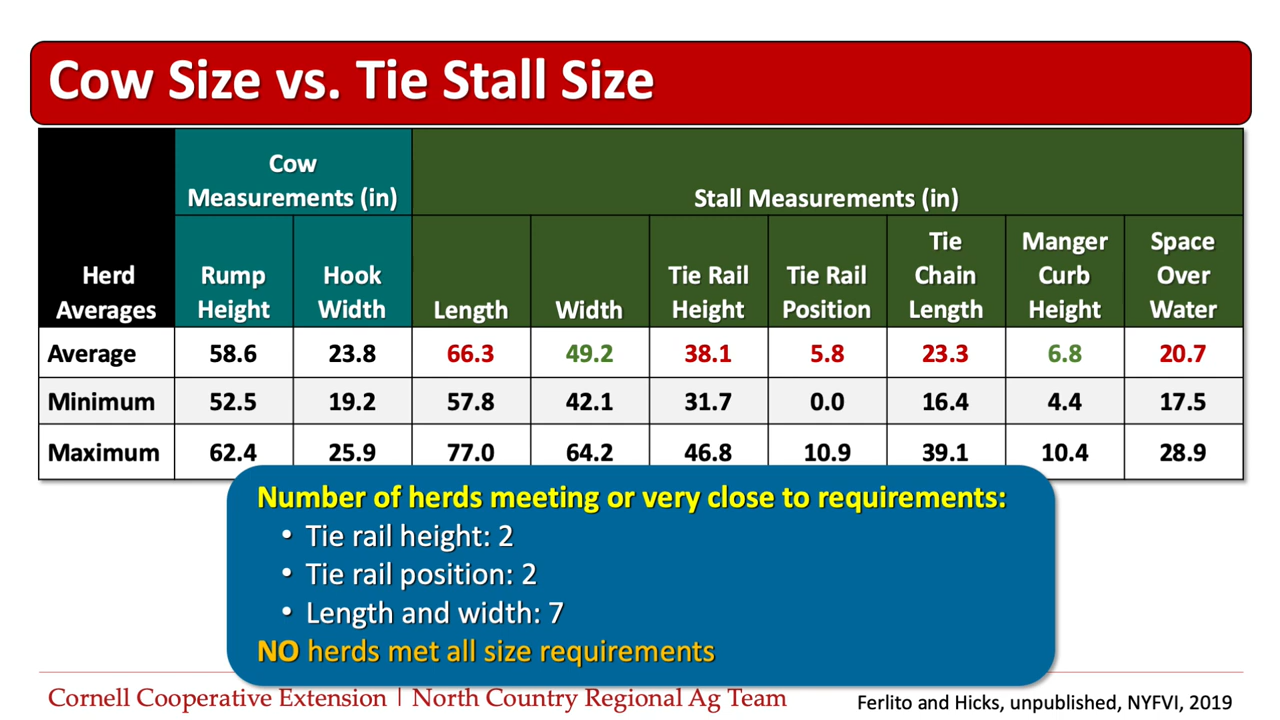 Cow Size vs. Tie Stall Size
Cow
Measurements (in)
Stall Measurements (in)
Herd
Averages
Rump
Height
Hook
Width
Length
Width
Tie Rail
Height
Tie Rail
Position
Tie
Chain
Length
Manger
Curb
Height
Space
Over
Water
Average 58.6 23.8 66.3 49.2 38.1 5.8 23.3 6.8 20.7
Minimum 52.5 19.2 57.8 42.1 31.7 0.0 16.4 4.4 17.5
Maximum 62.4 25.9 77.0 64.2 46.8 10.9 39.1 10.4 28.9
Number of herds meeting or very close to requirements:
• Tie rail height: 2
• Tie rail position: 2
• Length and width: 7
NO herds met all size requirements
Cornell Cooperative Extension | North Country Regional Ag Team
Ferlito and Hicks, unpublished, NYFVI, 2019